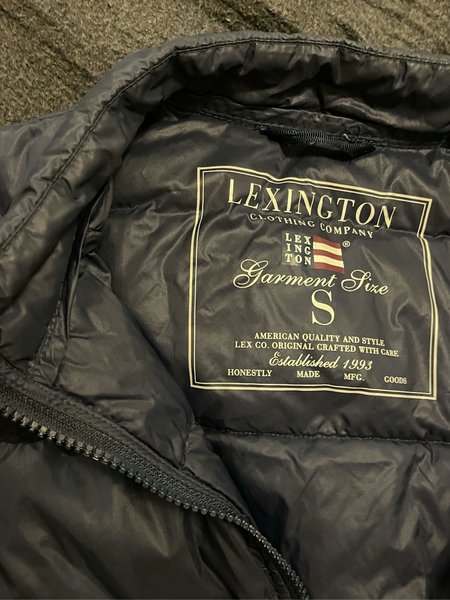 LEXINGTON
CLOTHING COMPANY
LEX
ING
TON
®
Garment Size
S
AMERICAN QUALITY AND STYLE
LEX CO. ORIGINAL CRAFTED WITH CARE
Established 1993
HONESTLY MADE MFG. GOODS